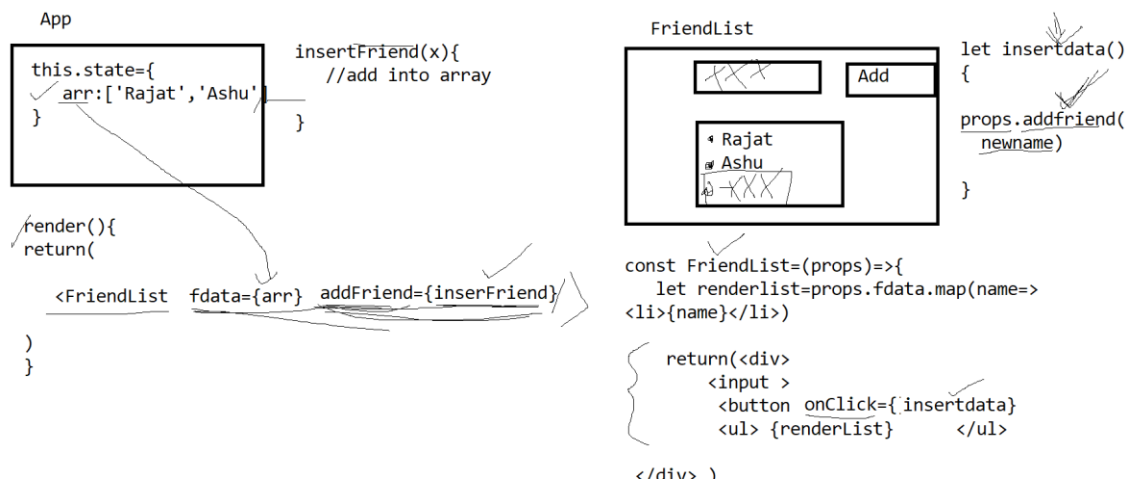 App
this.state={
arr:['Rajat','Ashu']
}
insertFriend(x){
//add into array
}
render(){
return(
<FriendList fdata={arr} addFriend={inserFriend}
)
}
FriendList
XXX
Add
Rajat
Ashu
XXX
let insertdata()
{
props.addfriend(
newname)
}
const FriendList=(props)=>{
let renderlist=props.fdata.map(name=>
<li>{name}</li>)
return(<div>
<input >
<button onClick={insertdata}
<ul> {renderList} </ul>
</div> )